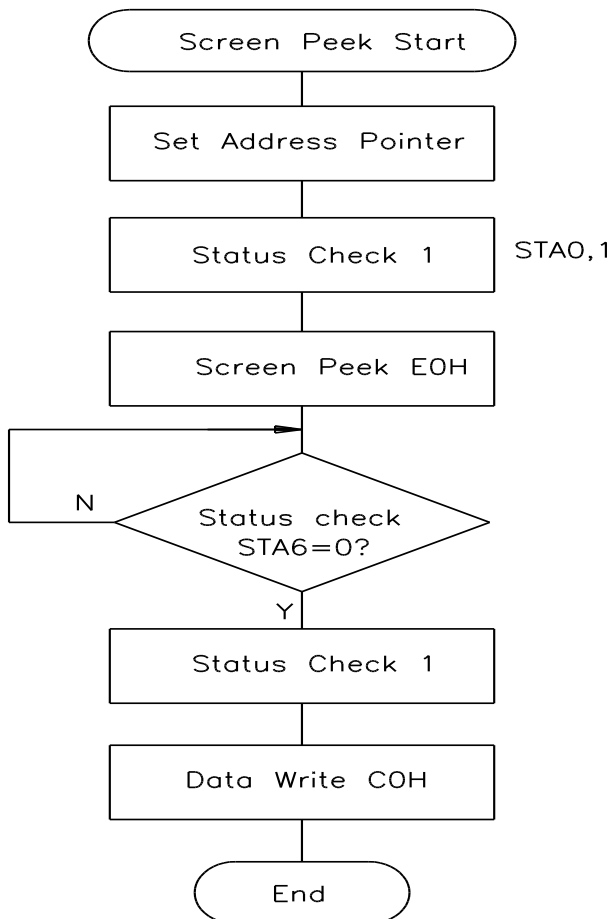 Screen Peek Start
Set Address Pointer
Status Check 1
STA0,1
Screen Peek E0H
Status check
STA6=0?
N
Y
Status Check 1
Data Write C0H
End